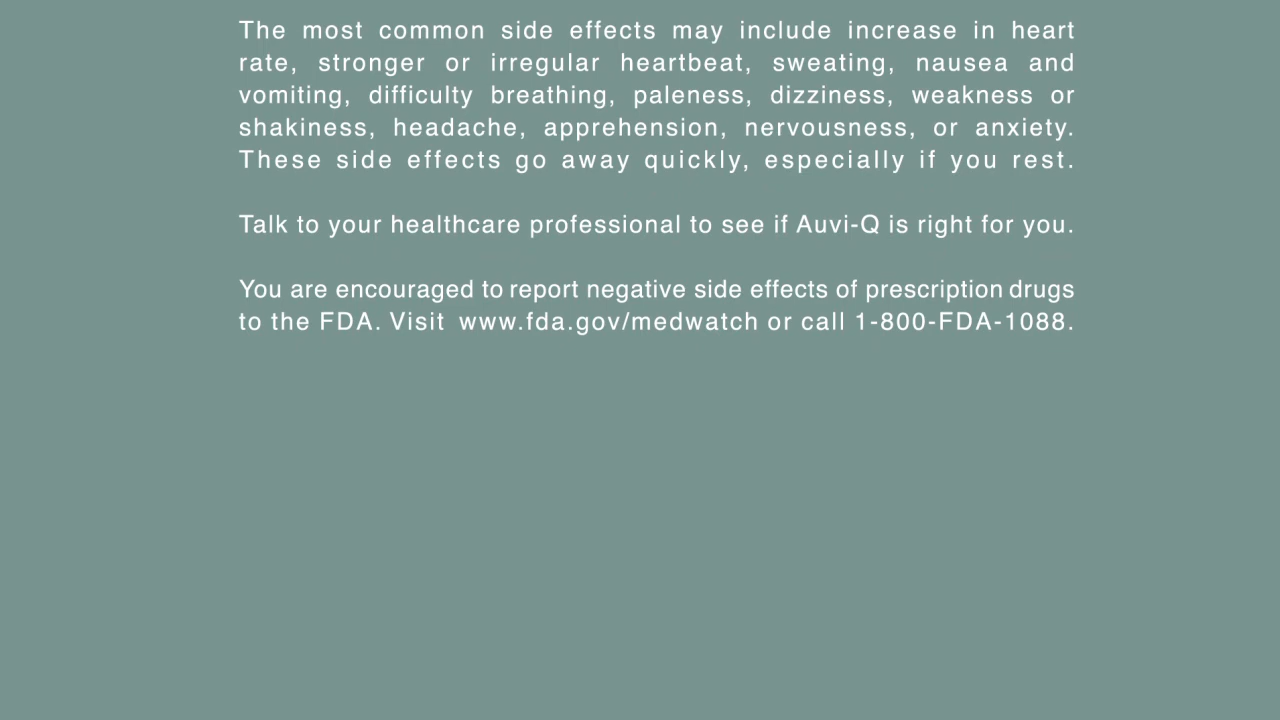 The most common side effects may include increase in heart
rate, stronger or irregular heartbeat, sweating, nausea and
vomiting, difficulty breathing, paleness, dizziness, weakness or
shakiness, headache, apprehension, nervousness, or anxiety.
These side effects go away quickly, especially if you rest.
Talk to your healthcare professional to see if Auvi-Q is right for you.
You are encouraged to report negative side effects of prescription drugs
to the FDA. Visit www.fda.gov/medwatch or call 1-800-FDA-1088.